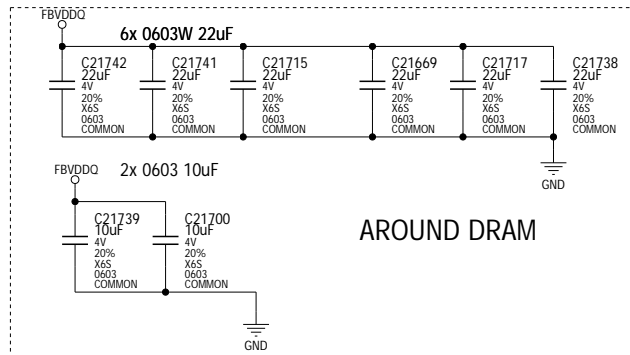 FBVDDQ
6x 0603W 22uF
C21742
22uF
4V
20%
X6S
0603
COMMON
C21741
22uF
4V
20%
X6S
0603
COMMON
C21715
22uF
4V
20%
X6S
0603
COMMON
C21669
22uF
4V
20%
X6S
0603
COMMON
C21717
22uF
4V
20%
X6S
0603
COMMON
C21738
22uF
4V
20%
X6S
0603
COMMON
GND
FBVDDQ
2x 0603 10uF
C21739
10uF
4V
20%
X6S
0603
COMMON
C21700
10uF
4V
20%
X6S
0603
COMMON
GND
AROUND DRAM